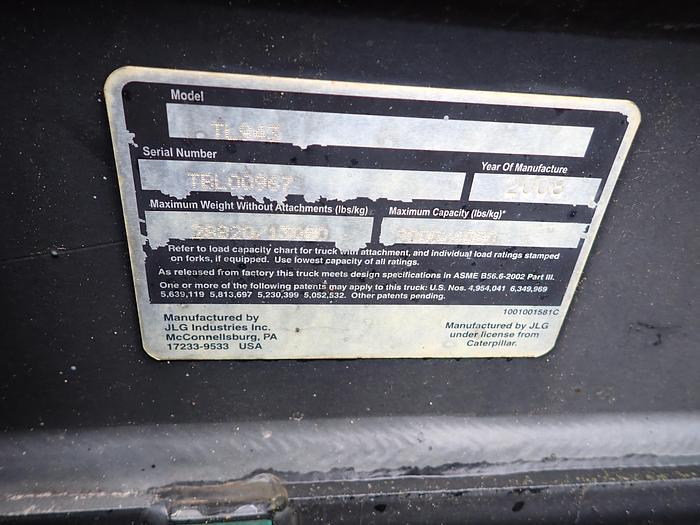 Model
TL943
Serial Number
TBL00967
Year Of Manufacture
2008
Maximum Weight Without Attachments (lbs/kg)
Maximum Capacity (lbs/kg)*
Refer to load capacity chart for truck with attachment, and individual load ratings stamped
on forks, if equipped. Use lowest capacity of all ratings.
As released from factory this truck meets design specifications in ASME B56.6-2002 Part III.
One or more of the following patents may apply to this truck: U.S. Nos. 4,954,041 6,349,969
5,639,119 5,813,697 5,230,399 5,052,532. Other patents pending.
1001001581C
Manufactured by
JLG Industries Inc.
McConnellsburg, PA
17233-9533 USA
Manufactured by JLG
under license from
Caterpillar.